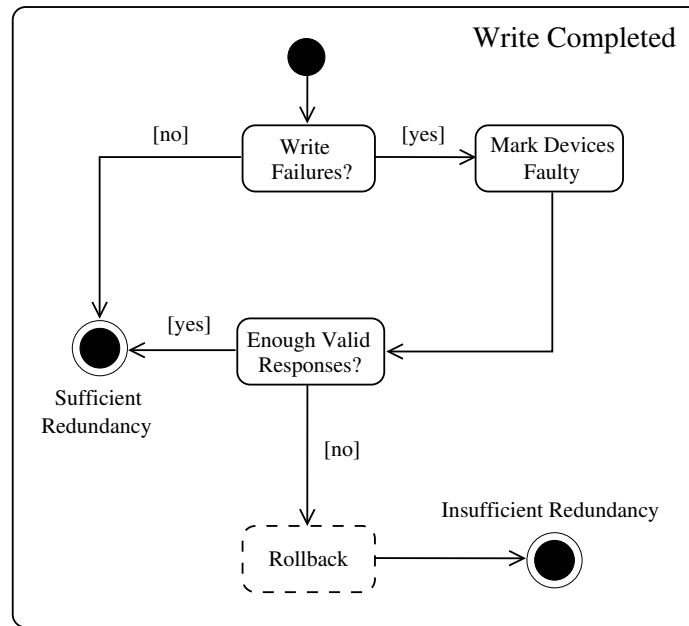 Write Completed
[no]
Write
Failures?
[yes]
Mark Devices
Faulty
[yes]
Enough Valid
Responses?
Sufficient
Redundancy
[no]
Insufficient Redundancy
Rollback